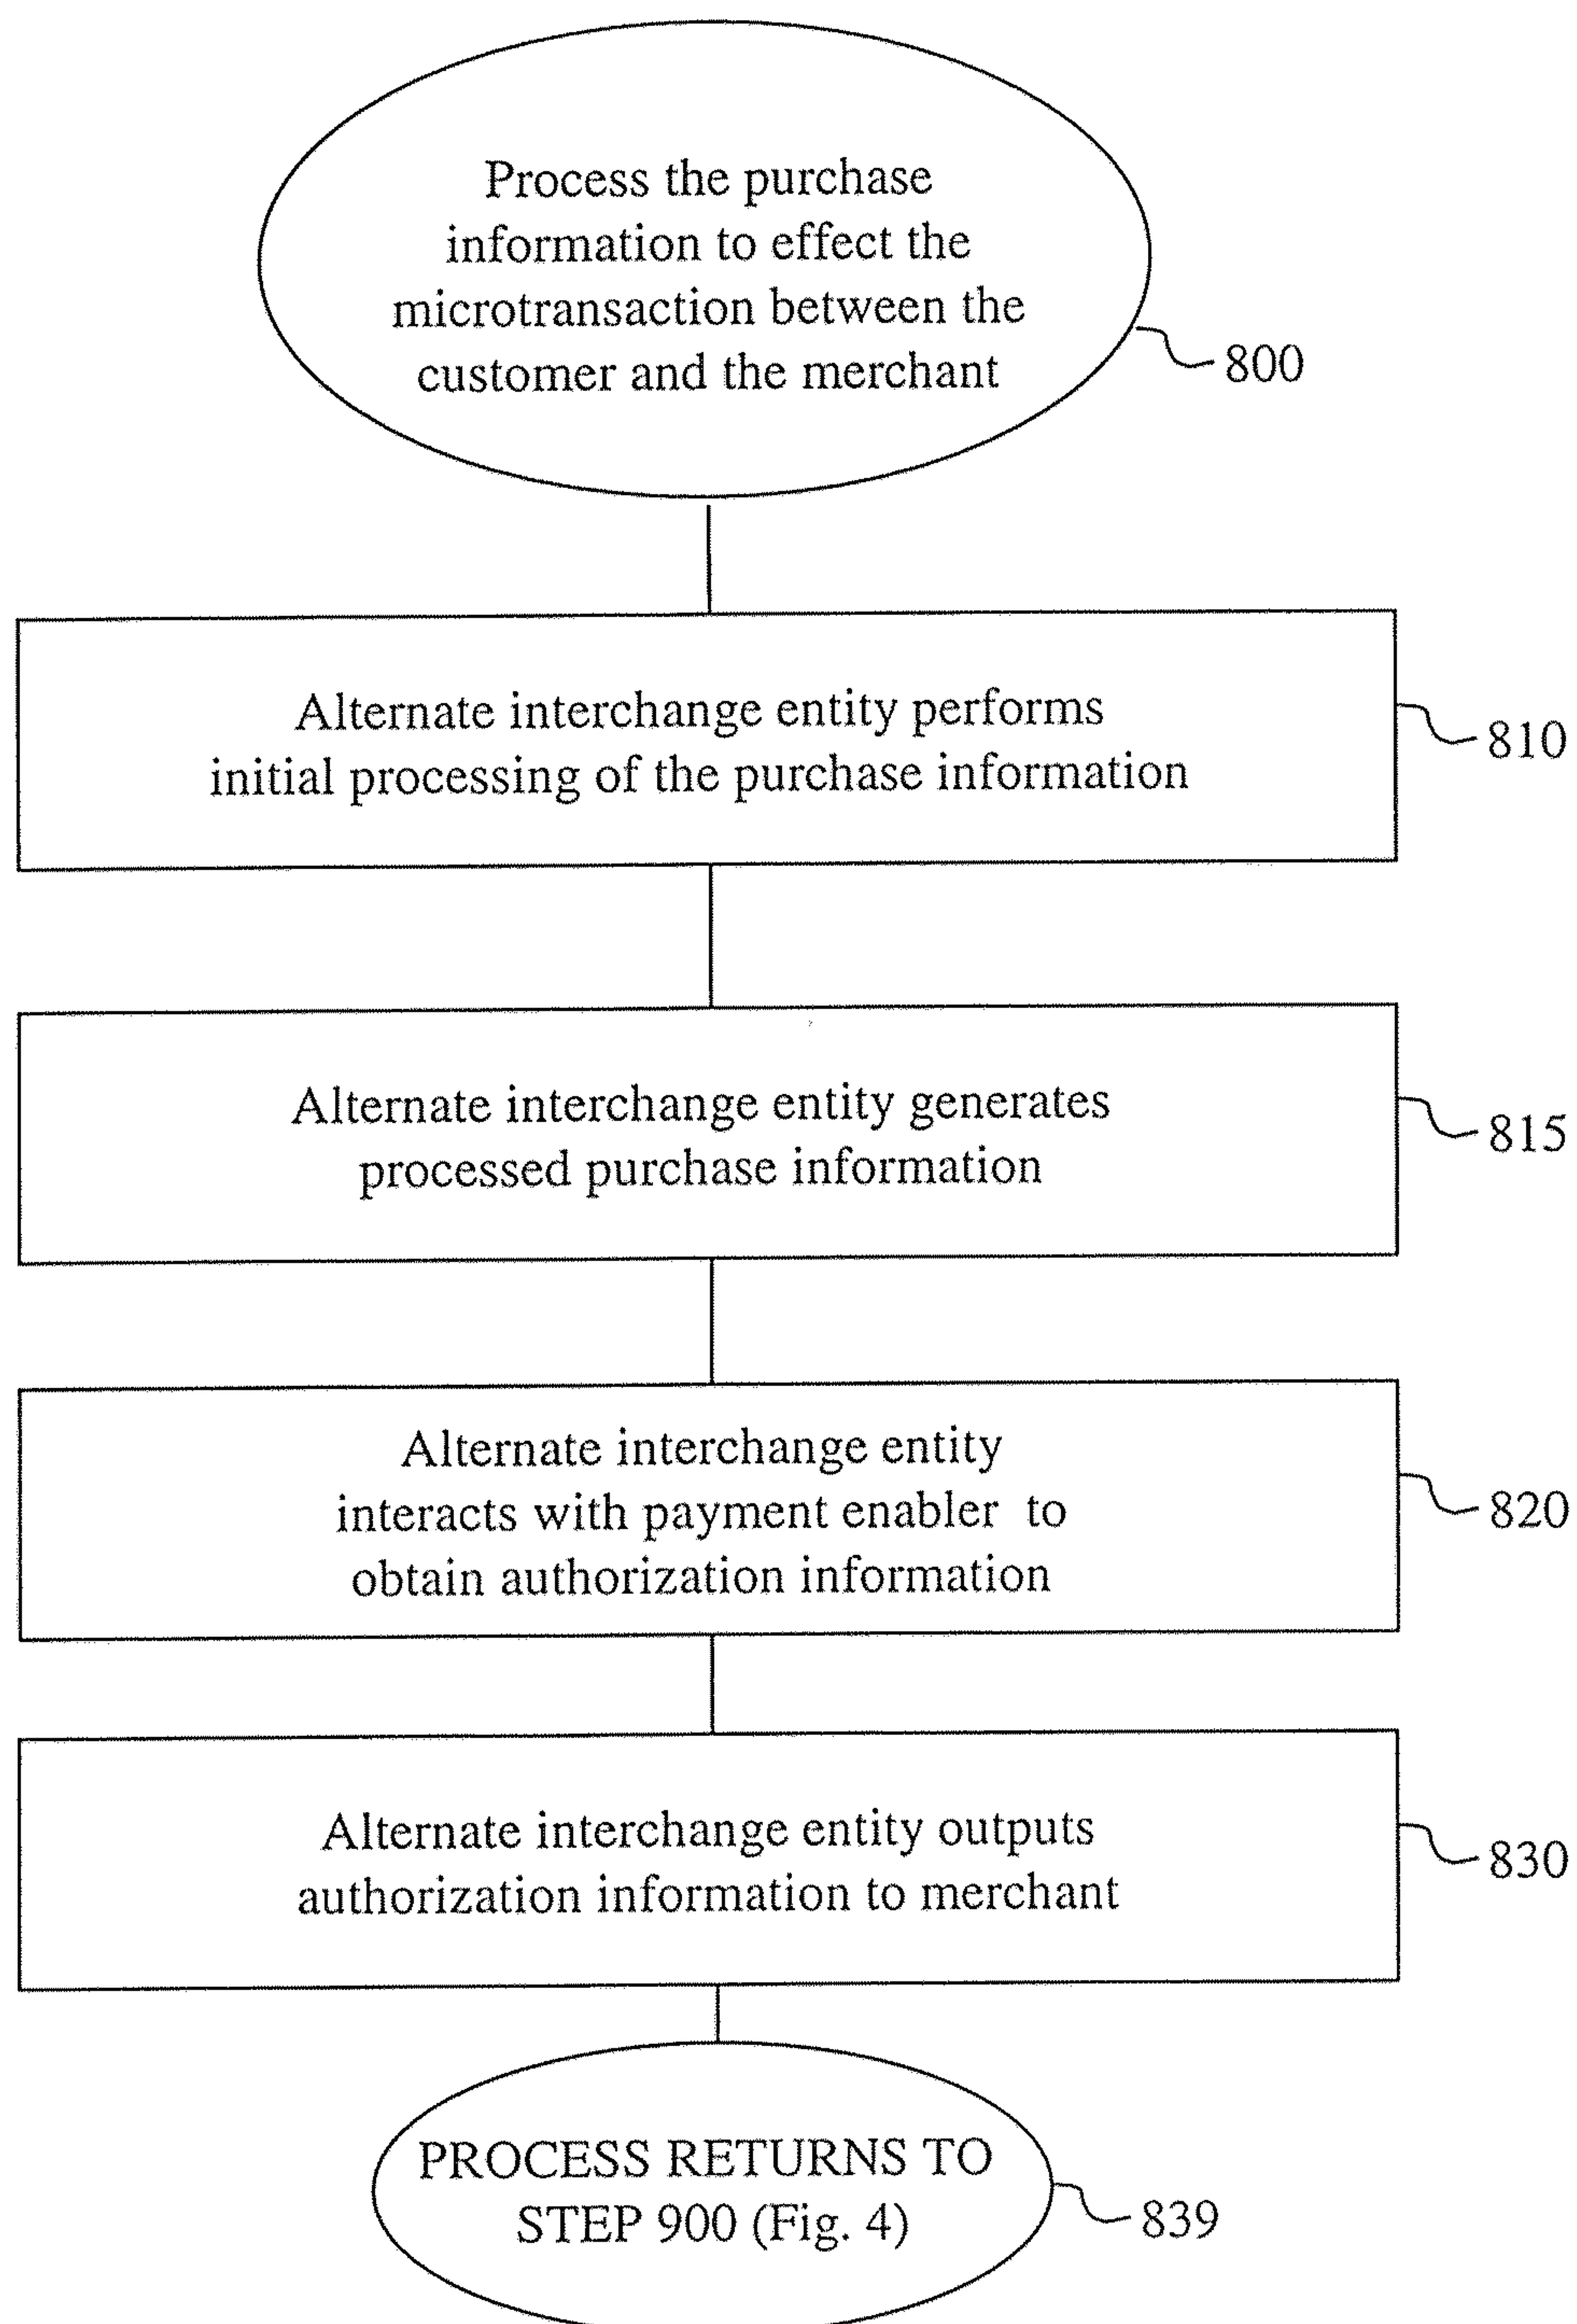 Process the purchase
information to effect the
microtransaction between the
customer and the merchant
800
Alternate interchange entity performs
initial processing of the purchase information
810
Alternate interchange entity generates
processed purchase information
815
Alternate interchange entity
interacts with payment enabler to
obtain authorization information
820
Alternate interchange entity outputs
authorization information to merchant
830
PROCESS RETURNS TO
STEP 900 (Fig. 4)
839